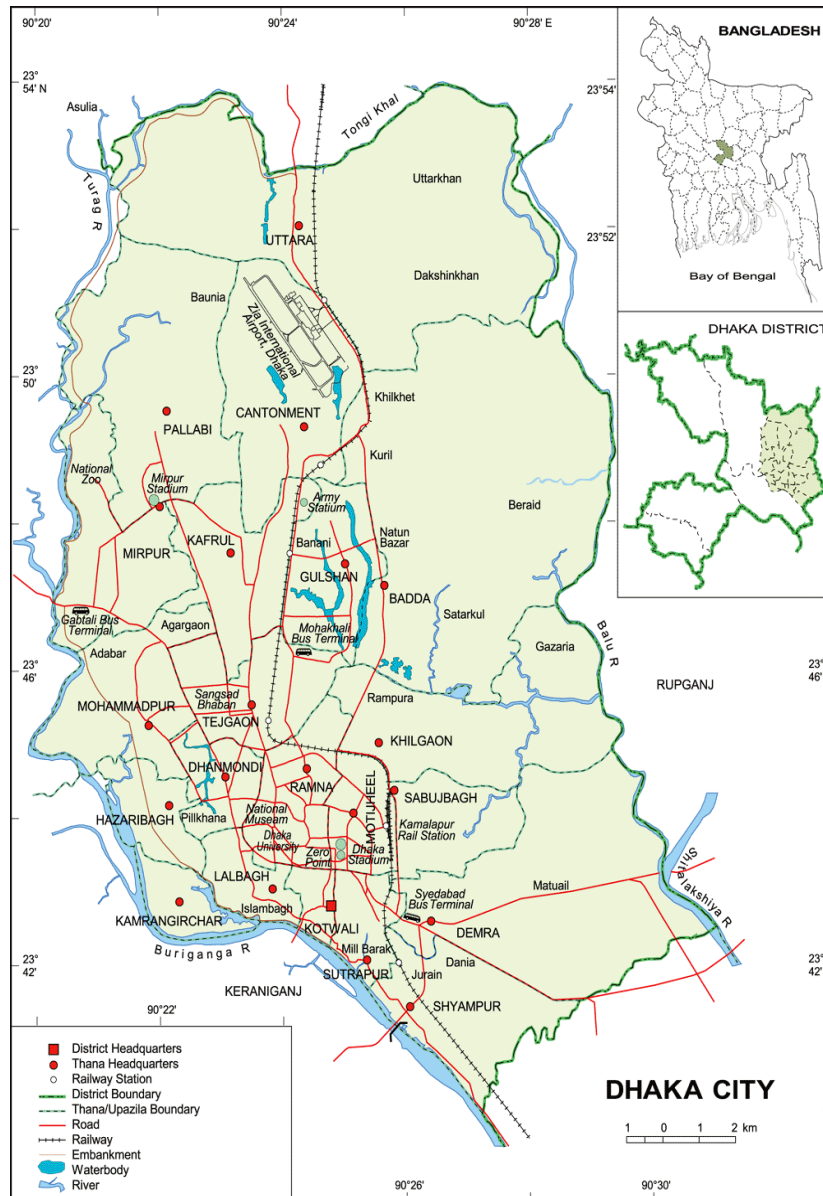 90°20'
90°24'
90°28' E
23°
54' N
23°54'
BANGLADESH
Asulia
Tongi Khal
Uttarkhan
Turag R
23°52'
UTTARA
Dakshinkhan
Bay of Bengal
Baunia
Zia International
Airport, Dhaka
DHAKA DISTRICT
23°
50'
Khilkhet
CANTONMENT
PALLABI
Kuril
National
Zoo
Mirpur
Stadium
Army
Statium
Beraid
Natun
Bazar
KAFRUL
Banani
MIRPUR
GULSHAN
BADDA
Satarkul
Gabtali Bus
Terminal
Agargaon
Mohakhali
Bus Terminal
Balu R
Gazaria
Adabar
23°
46'
23°
46'
RUPGANJ
Sangsad
Bhaban
Rampura
MOHAMMADPUR
TEJGAON
KHILGAON
DHANMONDI
RAMNA
MOTIJHEEL
SABUJBAGH
HAZARIBAGH
Pillkhana
National
Museam
Kamalapur
Rail Station
Dhaka
University
Zero
Point
Dhaka
Stadium
Shitalakshiya R
LALBAGH
Syedabad
Bus Terminal
Matuail
Islambagh
KAMRANGIRCHAR
KOTWALI
DEMRA
Buriganga R
Mill Barak
Dania
23°
42'
23°
42'
SUTRAPUR
Jurain
KERANIGANJ
SHYAMPUR
90°22'
District Headquarters
Thana Headquarters
Railway Station
District Boundary
Thana/Upazila Boundary
Road
Railway
Embankment
Waterbody
River
DHAKA CITY
1 0 1 2 km
90°26'
90°30'